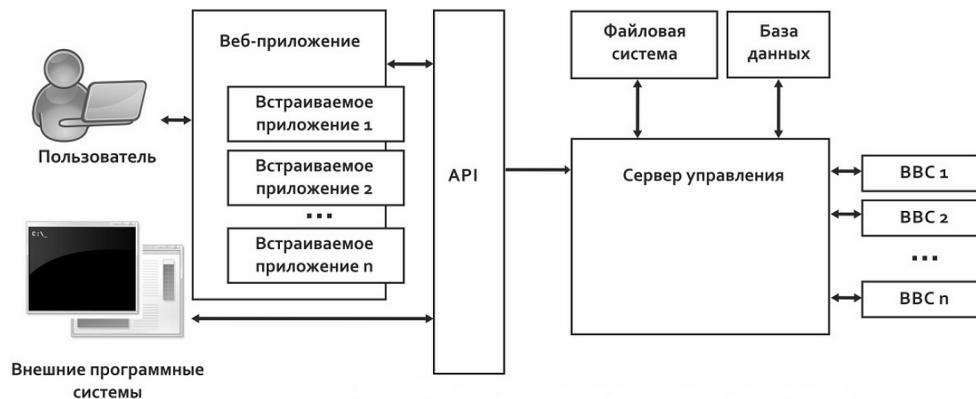 Веб-приложение
Файловая
система
База
данных
Встраиваемое
приложение 1
Пользователь
Встраиваемое
приложение 2
...
Встраиваемое
приложение n
API
Сервер управления
ВВС 1
ВВС 2
...
ВВС n
C:\_
Внешние программные
системы